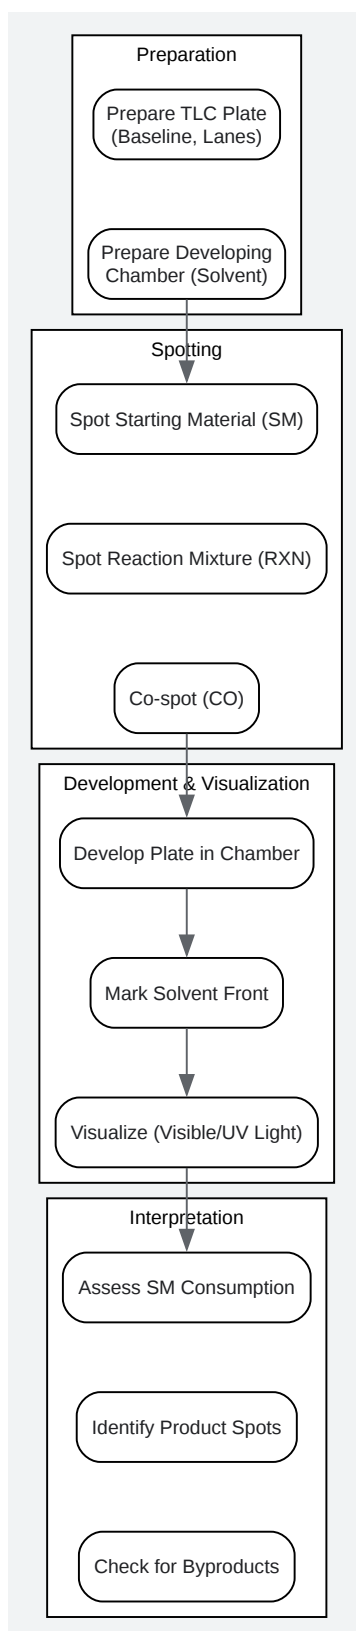 Preparation
Prepare TLC Plate
(Baseline, Lanes)
Prepare Developing
Chamber (Solvent)
Spotting
Spot Starting Material (SM)
Spot Reaction Mixture (RXN)
Co-spot (CO)
Development & Visualization
Develop Plate in Chamber
Mark Solvent Front
Visualize (Visible/UV Light)
Interpretation
Assess SM Consumption
Identify Product Spots
Check for Byproducts